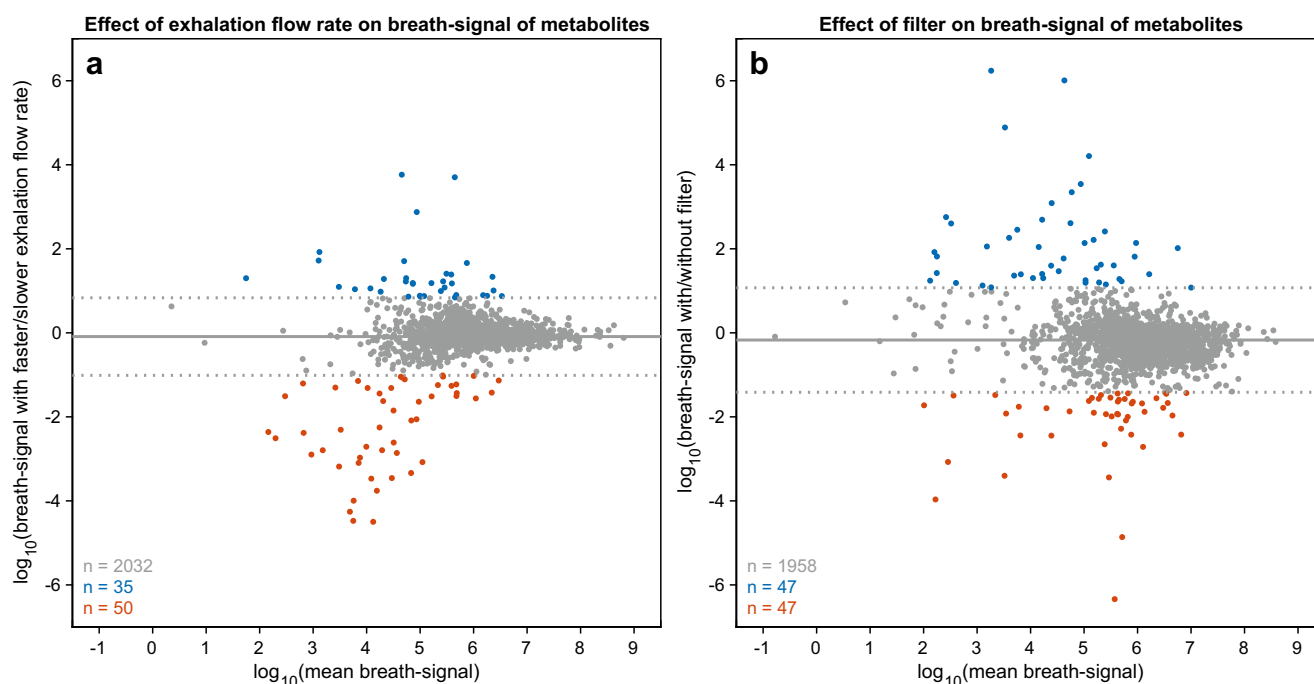 Effect of exhalation flow rate on breath-signal of metabolites
a
log10(breath-signal with faster/slower exhalation flow rate)
6
4
2
0
-2
-4
-6
n = 2032
n = 35
n = 50
-1 0 1 2 3 4 5 6 7 8 9
log10(mean breath-signal)
Effect of filter on breath-signal of metabolites
b
log10(breath-signal with/without filter)
6
4
2
0
-2
-4
-6
n = 1958
n = 47
n = 47
-1 0 1 2 3 4 5 6 7 8 9
log10(mean breath-signal)